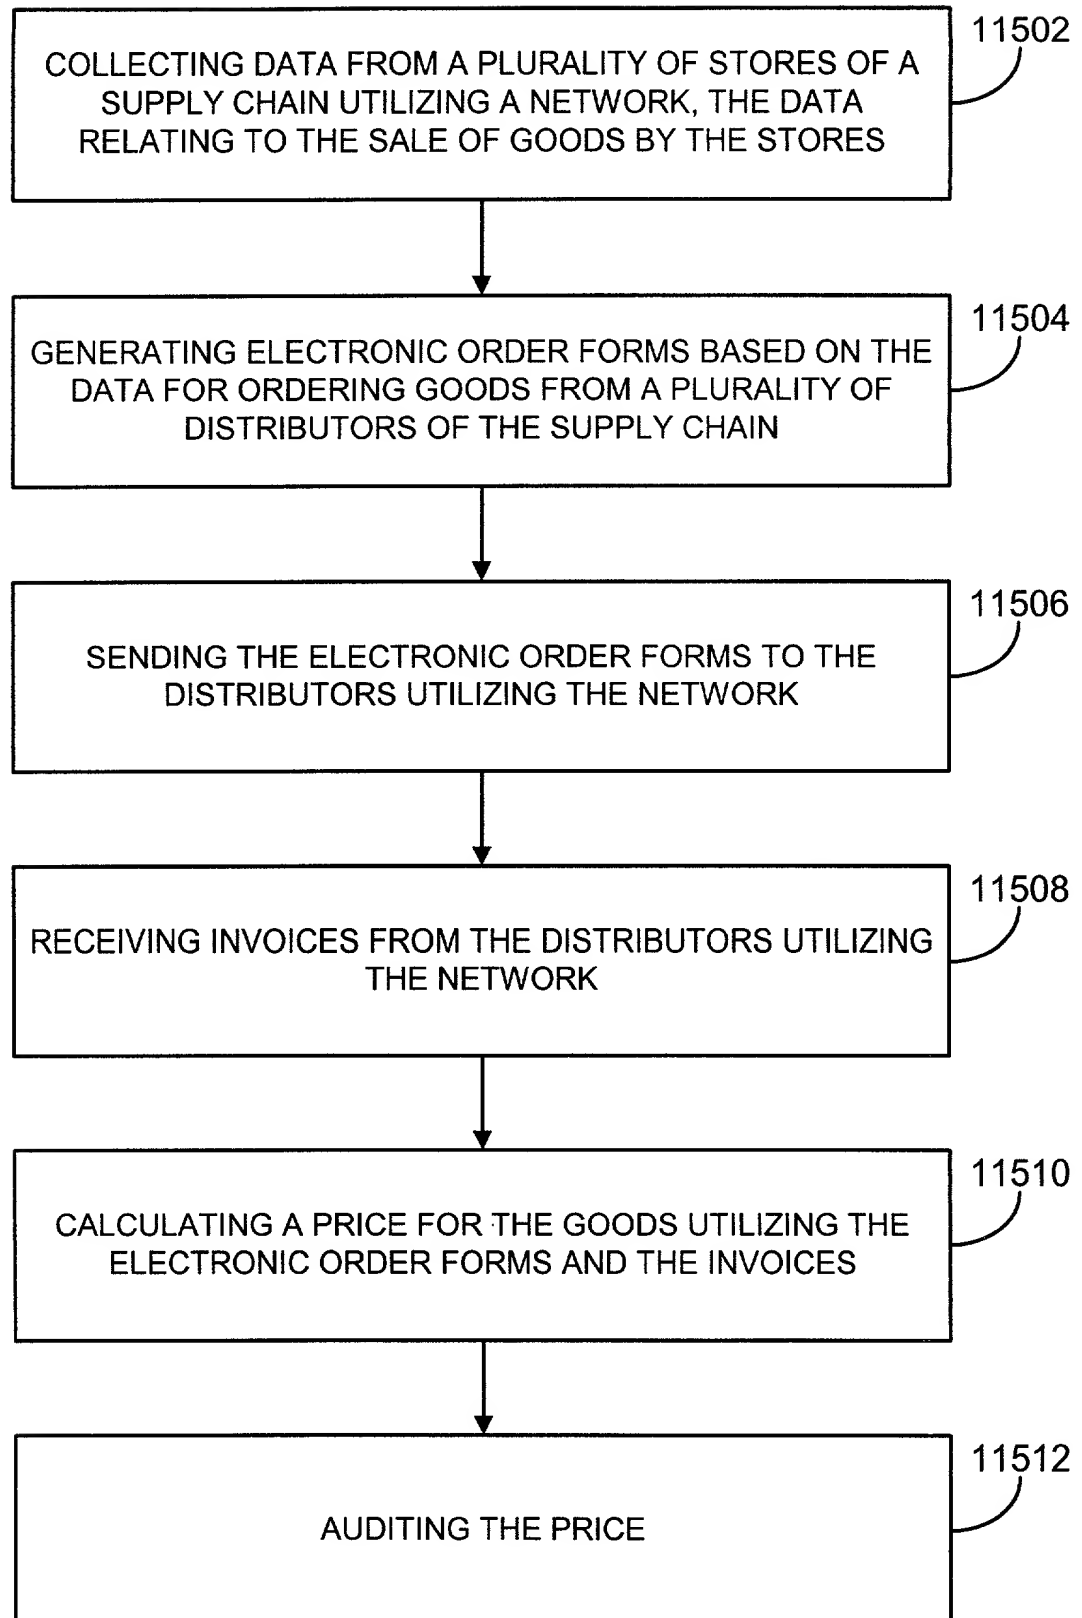 11502
COLLECTING DATA FROM A PLURALITY OF STORES OF A
SUPPLY CHAIN UTILIZING A NETWORK, THE DATA
RELATING TO THE SALE OF GOODS BY THE STORES
11504
GENERATING ELECTRONIC ORDER FORMS BASED ON THE
DATA FOR ORDERING GOODS FROM A PLURALITY OF
DISTRIBUTORS OF THE SUPPLY CHAIN
11506
SENDING THE ELECTRONIC ORDER FORMS TO THE
DISTRIBUTORS UTILIZING THE NETWORK
11508
RECEIVING INVOICES FROM THE DISTRIBUTORS UTILIZING
THE NETWORK
11510
CALCULATING A PRICE FOR THE GOODS UTILIZING THE
ELECTRONIC ORDER FORMS AND THE INVOICES
11512
AUDITING THE PRICE